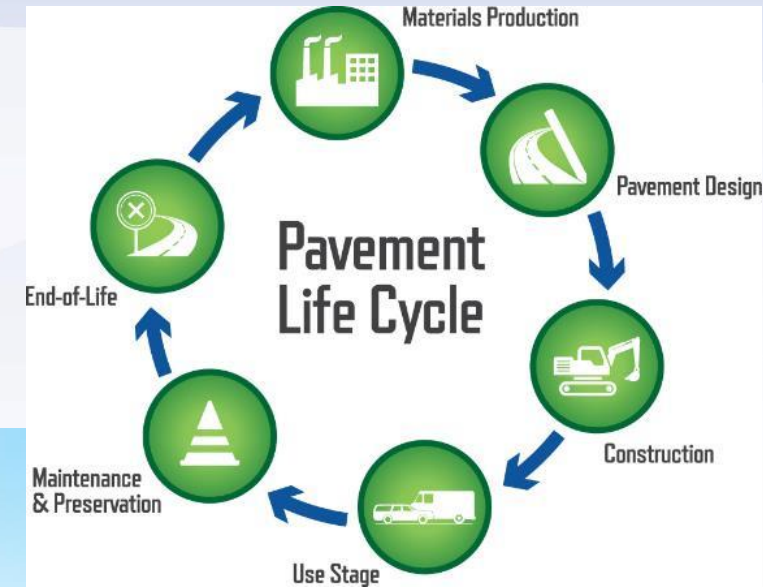 Materials Production
Pavement Design
Pavement
Life Cycle
End-of-Life
Construction
Maintenance
& Preservation
Use Stage